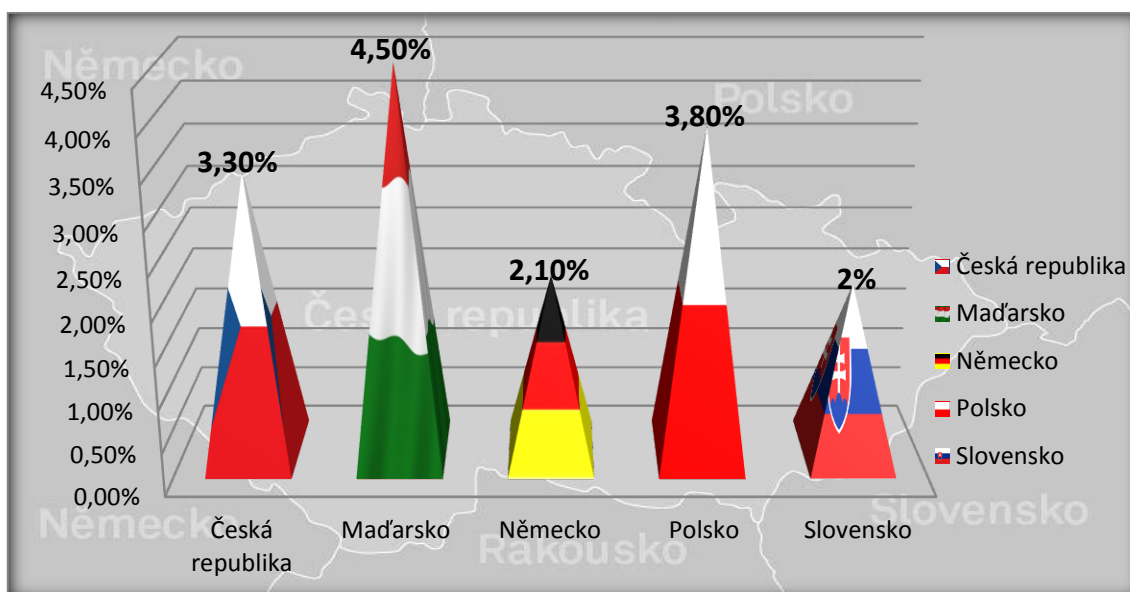 Německo
Polsko
Česká republika
Německo
Rakousko
Slovensko
4,50%
4,00%
3,50%
3,00%
2,50%
2,00%
1,50%
1,00%
0,50%
0,00%
3,30%
4,50%
2,10%
3,80%
2%
Česká
republika
Maďarsko
Německo
Polsko
Slovensko
Česká republika
Maďarsko
Německo
Polsko
Slovensko